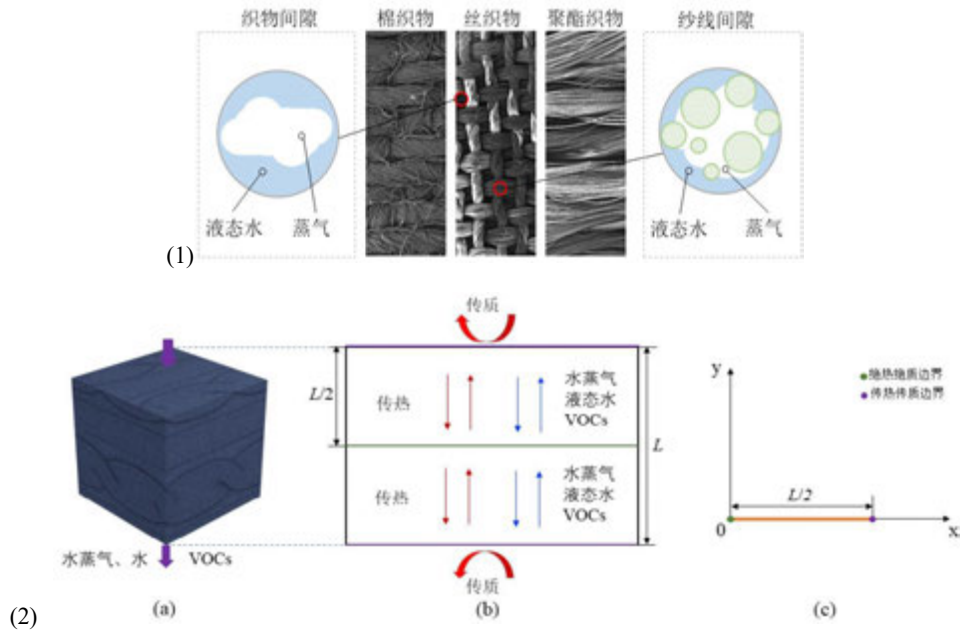 织物间隙 棉织物 丝织物 聚酯织物 纱线间隙
液态水 蒸气 液态水 蒸气
(1)
传质
y
绝热绝质边界
传热传质边界
L/2 传热 水蒸气
液态水
VOCs
L
传热 水蒸气
液态水
VOCs
L/2
0 x
水蒸气、水 VOCs
传质
(2) (a) (b) (c)